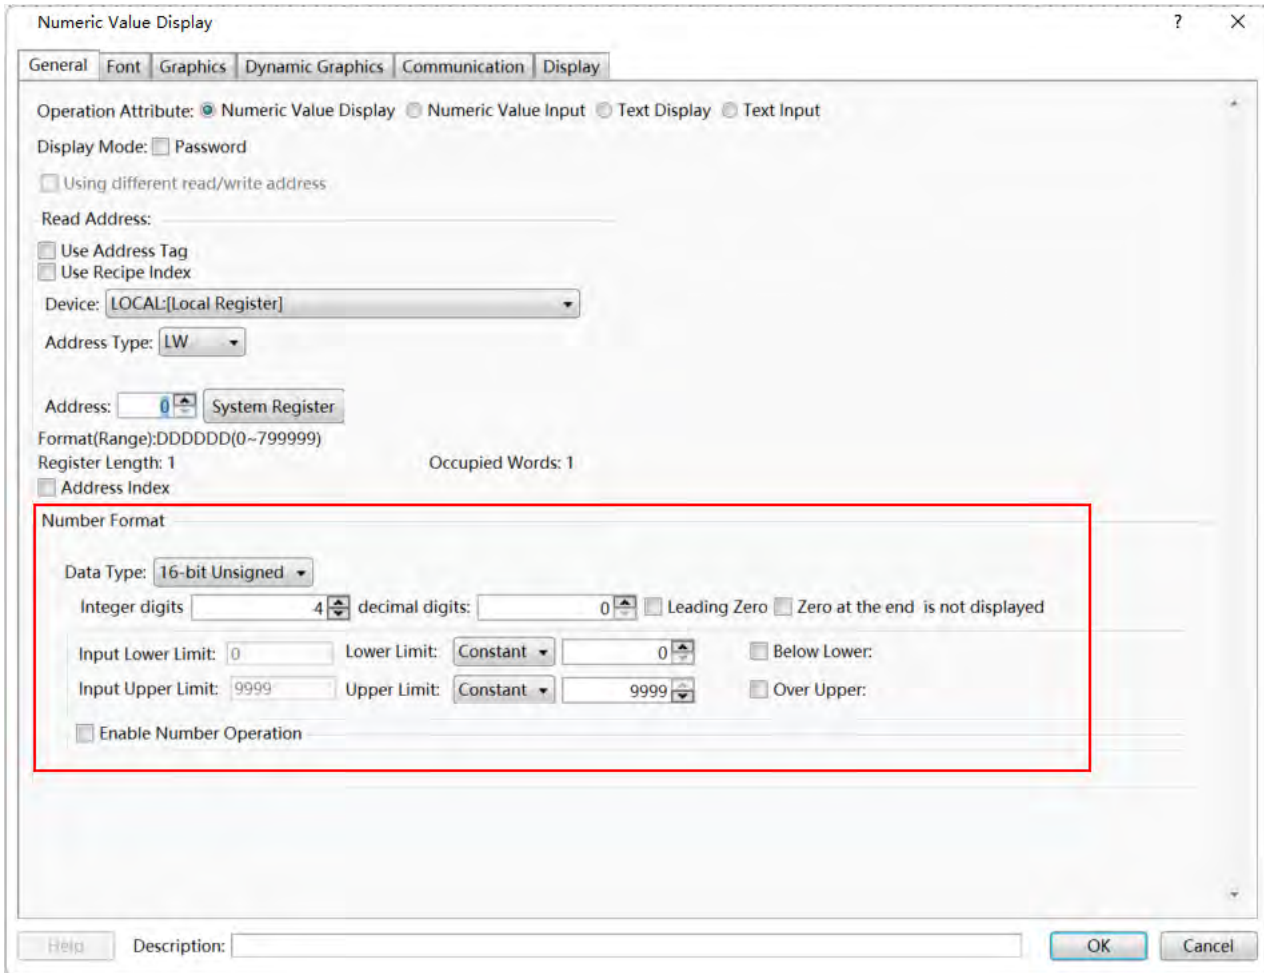 Numeric Value Display ?
General Font Graphics Dynamic Graphics Communication Display
Operation Attribute: Numeric Value Display Numeric Value Input Text Display Text Input
Display Mode: Password
Using different read/write address
Read Address:
Use Address Tag
Use Recipe Index
Device: LOCAL:[Local Register]
Address Type: LW
Address: 0 System Register
Format(Range):DDDDDD(0~799999)
Register Length: 1 Occupied Words: 1
Address Index
Number Format
Data Type: 16-bit Unsigned
Integer digits 4 decimal digits: 0 Leading Zero Zero at the end is not displayed
Input Lower Limit: 0 Lower Limit: Constant 0 Below Lower:
Input Upper Limit: 9999 Upper Limit: Constant 9999 Over Upper:
Enable Number Operation
Help Description: OK Cancel